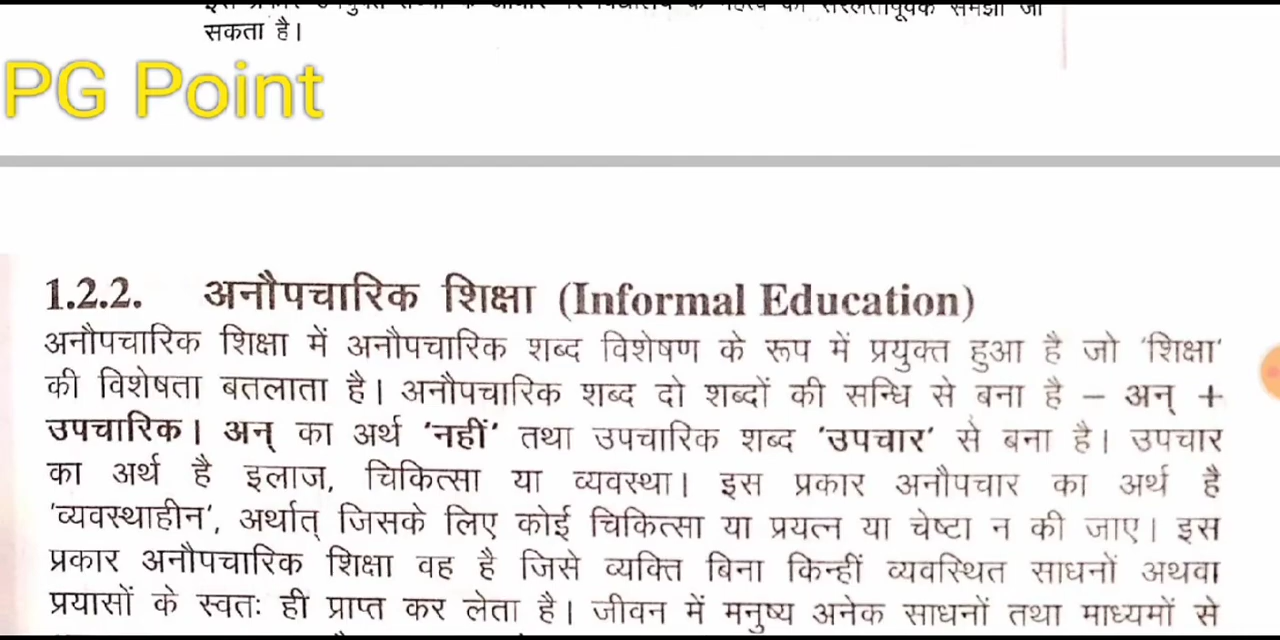 सरलतापूर्वक समझा जा
सकता है।
PG Point
1.2.2. अनौपचारिक शिक्षा (Informal Education)
अनौपचारिक शिक्षा में अनौपचारिक शब्द विशेषण के रूप में प्रयुक्त हुआ है जो 'शिक्षा'
की विशेषता बतलाता है। अनौपचारिक शब्द दो शब्दों की सन्धि से बना है – अन् +
उपचारिक। अन् का अर्थ 'नहीं' तथा उपचारिक शब्द 'उपचार' से बना है। उपचार
का अर्थ है इलाज, चिकित्सा या व्यवस्था। इस प्रकार अनौपचार का अर्थ है
'व्यवस्थाहीन', अर्थात् जिसके लिए कोई चिकित्सा या प्रयत्न या चेष्टा न की जाए। इस
प्रकार अनौपचारिक शिक्षा वह है जिसे व्यक्ति बिना किन्हीं व्यवस्थित साधनों अथवा
प्रयासों के स्वतः ही प्राप्त कर लेता है। जीवन में मनुष्य अनेक साधनों तथा माध्यमों से